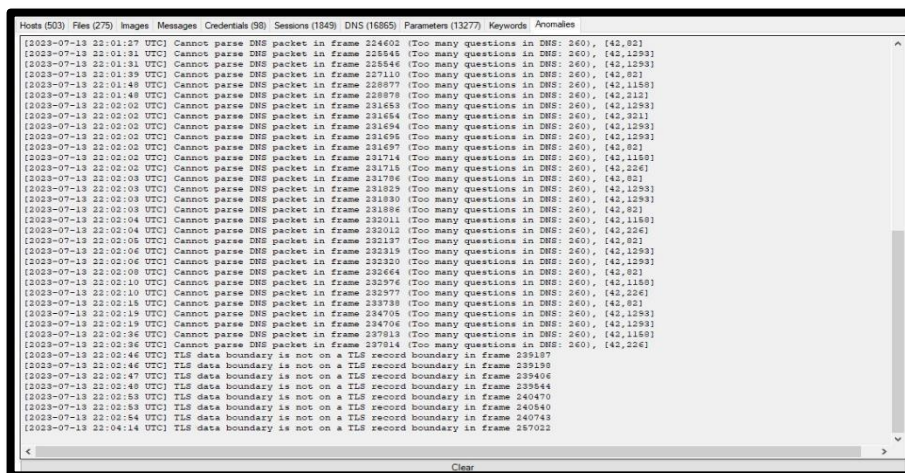 Hosts (503) Files (275) Images Messages Credentials (98) Sessions (1849) DNS (16865) Parameters (13277) Keywords Anomalies
[2023-07-13 22:01:27 UTC] Cannot parse DNS packet in frame 224602 (Too many questions in DNS: 260), [42,82]
[2023-07-13 22:01:31 UTC] Cannot parse DNS packet in frame 225545 (Too many questions in DNS: 260), [42,1293]
[2023-07-13 22:01:31 UTC] Cannot parse DNS packet in frame 225546 (Too many questions in DNS: 260), [42,1293]
[2023-07-13 22:01:39 UTC] Cannot parse DNS packet in frame 227110 (Too many questions in DNS: 260), [42,82]
[2023-07-13 22:01:48 UTC] Cannot parse DNS packet in frame 228877 (Too many questions in DNS: 260), [42,1158]
[2023-07-13 22:01:48 UTC] Cannot parse DNS packet in frame 228878 (Too many questions in DNS: 260), [42,212]
[2023-07-13 22:02:02 UTC] Cannot parse DNS packet in frame 231653 (Too many questions in DNS: 260), [42,1293]
[2023-07-13 22:02:02 UTC] Cannot parse DNS packet in frame 231654 (Too many questions in DNS: 260), [42,321]
[2023-07-13 22:02:02 UTC] Cannot parse DNS packet in frame 231694 (Too many questions in DNS: 260), [42,1293]
[2023-07-13 22:02:02 UTC] Cannot parse DNS packet in frame 231695 (Too many questions in DNS: 260), [42,1293]
[2023-07-13 22:02:02 UTC] Cannot parse DNS packet in frame 231697 (Too many questions in DNS: 260), [42,82]
[2023-07-13 22:02:02 UTC] Cannot parse DNS packet in frame 231714 (Too many questions in DNS: 260), [42,1158]
[2023-07-13 22:02:02 UTC] Cannot parse DNS packet in frame 231715 (Too many questions in DNS: 260), [42,226]
[2023-07-13 22:02:03 UTC] Cannot parse DNS packet in frame 231786 (Too many questions in DNS: 260), [42,82]
[2023-07-13 22:02:03 UTC] Cannot parse DNS packet in frame 231829 (Too many questions in DNS: 260), [42,1293]
[2023-07-13 22:02:03 UTC] Cannot parse DNS packet in frame 231830 (Too many questions in DNS: 260), [42,1293]
[2023-07-13 22:02:03 UTC] Cannot parse DNS packet in frame 231886 (Too many questions in DNS: 260), [42,82]
[2023-07-13 22:02:04 UTC] Cannot parse DNS packet in frame 232011 (Too many questions in DNS: 260), [42,1158]
[2023-07-13 22:02:04 UTC] Cannot parse DNS packet in frame 232012 (Too many questions in DNS: 260), [42,226]
[2023-07-13 22:02:05 UTC] Cannot parse DNS packet in frame 232137 (Too many questions in DNS: 260), [42,82]
[2023-07-13 22:02:06 UTC] Cannot parse DNS packet in frame 232319 (Too many questions in DNS: 260), [42,1293]
[2023-07-13 22:02:06 UTC] Cannot parse DNS packet in frame 232320 (Too many questions in DNS: 260), [42,1293]
[2023-07-13 22:02:08 UTC] Cannot parse DNS packet in frame 232664 (Too many questions in DNS: 260), [42,82]
[2023-07-13 22:02:10 UTC] Cannot parse DNS packet in frame 232976 (Too many questions in DNS: 260), [42,1158]
[2023-07-13 22:02:10 UTC] Cannot parse DNS packet in frame 232977 (Too many questions in DNS: 260), [42,226]
[2023-07-13 22:02:15 UTC] Cannot parse DNS packet in frame 233738 (Too many questions in DNS: 260), [42,82]
[2023-07-13 22:02:19 UTC] Cannot parse DNS packet in frame 234705 (Too many questions in DNS: 260), [42,1293]
[2023-07-13 22:02:19 UTC] Cannot parse DNS packet in frame 234706 (Too many questions in DNS: 260), [42,1293]
[2023-07-13 22:02:36 UTC] Cannot parse DNS packet in frame 237813 (Too many questions in DNS: 260), [42,1158]
[2023-07-13 22:02:36 UTC] Cannot parse DNS packet in frame 237814 (Too many questions in DNS: 260), [42,226]
[2023-07-13 22:02:46 UTC] TLS data boundary is not on a TLS record boundary in frame 239187
[2023-07-13 22:02:46 UTC] TLS data boundary is not on a TLS record boundary in frame 239198
[2023-07-13 22:02:47 UTC] TLS data boundary is not on a TLS record boundary in frame 239406
[2023-07-13 22:02:48 UTC] TLS data boundary is not on a TLS record boundary in frame 239544
[2023-07-13 22:02:53 UTC] TLS data boundary is not on a TLS record boundary in frame 240470
[2023-07-13 22:02:53 UTC] TLS data boundary is not on a TLS record boundary in frame 240540
[2023-07-13 22:02:54 UTC] TLS data boundary is not on a TLS record boundary in frame 240743
[2023-07-13 22:04:14 UTC] TLS data boundary is not on a TLS record boundary in frame 257022
Clear